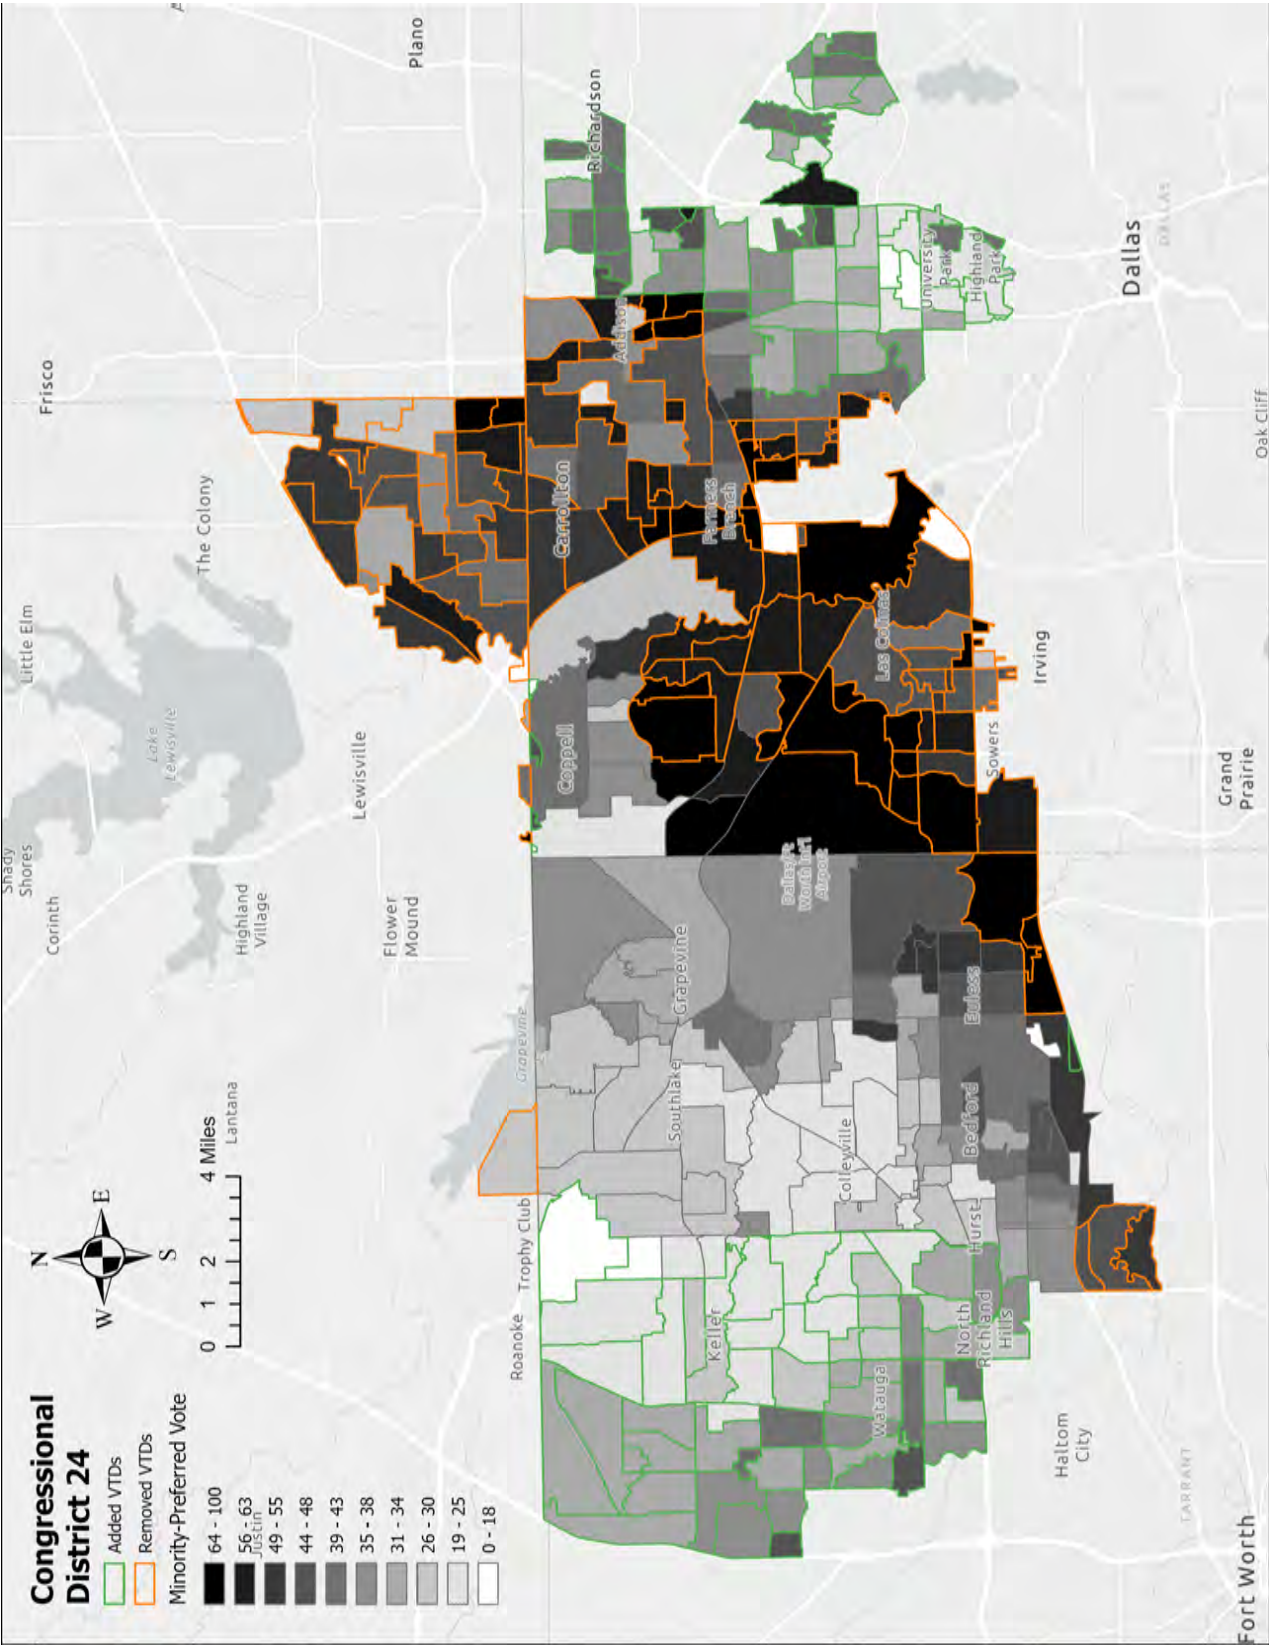 Congressional
District 24
Added VTDs
Removed VTDs
Minority-Preferred Vote
64 - 100
56 - 63
Justin
49 - 55
44 - 48
39 - 43
35 - 38
31 - 34
26 - 30
19 - 25
0 - 18
N
W
E
S
0
1
2
4 Miles
Lantana
Corinth
Shady
Shores
Highland
Village
Flower
Mound
Lewisville
Lake
Lewisville
Little Elm
The Colony
Frisco
Plano
Richardson
Addison
Carrollton
Farmers
Branch
Coppell
Las Colinas
Irving
Sowers
University
Park
Highland
Park
Dallas
DALLAS
Oak Cliff
Grand
Prairie
Dallas/Ft
Worth Int'l
Airport
Grapevine
Grapevine
Euless
Southlake
Bedford
Colleyville
Hurst
Trophy Club
Roanoke
Keller
North
Richland
Hills
Watauga
Haltom
City
TARRANT
Fort Worth